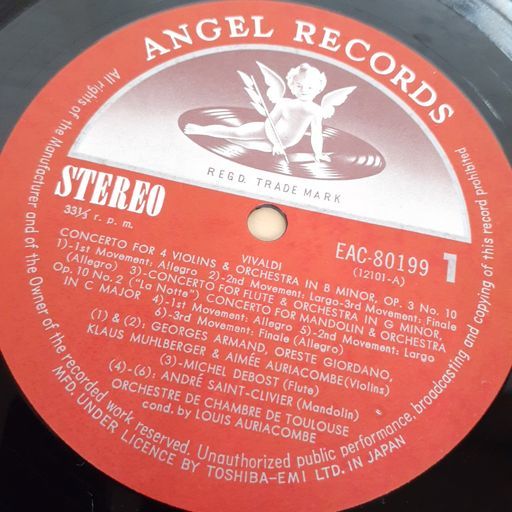 ANGEL RECORDS
REGD. TRADE MARK
STEREO
33⅓ r. p. m.
EAC-80199 1
(12101-A)
VIVALDI
CONCERTO FOR 4 VIOLINS & ORCHESTRA IN B MINOR, OP. 3 No. 10
1)-1st Movement: Allegro 2)-2nd Movement: Largo-3rd Movement: Finale
(Allegro) 3)-CONCERTO FOR FLUTE & ORCHESTRA IN G MINOR,
Op. 10 No. 2 ("La Notte") CONCERTO FOR MANDOLIN & ORCHESTRA
IN C MAJOR 4)-1st Movement: Allegro 5)-2nd Movement: Largo
6)-3rd Movement: Finale (Allegro)
(1) & (2): GEORGES ARMAND, ORESTE GIORDANO,
KLAUS MUHLBERGER & AIMÉE AURIACOMBE(Violins)
(3)-MICHEL DEBOST (Flute)
(4)-(6): ANDRÉ SAINT-CLIVIER (Mandolin)
ORCHESTRE DE CHAMBRE DE TOULOUSE
cond. by LOUIS AURIACOMBE
All rights of the Manufacturer and of the Owner of the recorded work reserved. Unauthorized public performance, broadcasting and copying of this record prohibited
MFD. UNDER LICENCE BY TOSHIBA-EMI LTD. IN JAPAN